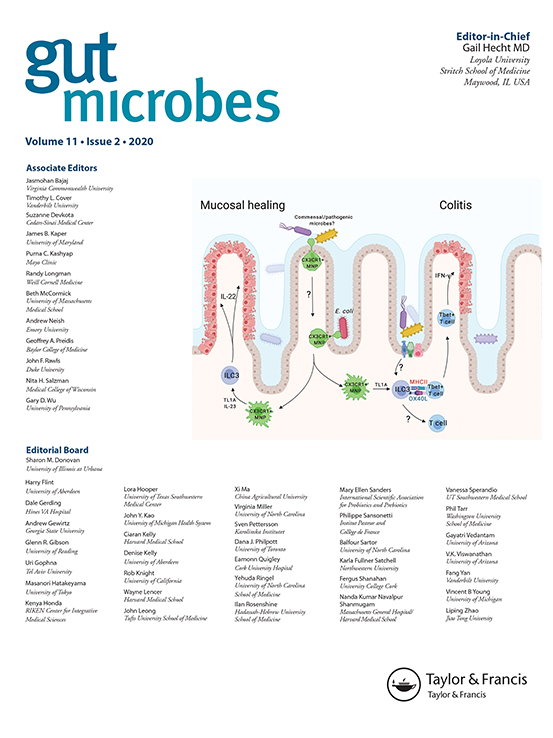 gut
microbes
Editor-in-Chief
Gail Hecht MD
Loyola University
Stritch School of Medicine
Maywood, IL USA
Volume 11 • Issue 2 • 2020
Associate Editors
Jasmohan Bajaj
Virginia Commonwealth University
Timothy L. Cover
Vanderbilt University
Suzanne Devkota
Cedars-Sinai Medical Center
James B. Kaper
University of Maryland
Purna C. Kashyap
Mayo Clinic
Randy Longman
Weill Cornell Medicine
Beth McCormick
University of Massachusetts
Medical School
Andrew Neish
Emory University
Geoffrey A. Preidis
Baylor College of Medicine
John F. Rawls
Duke University
Nita H. Salzman
Medical College of Wisconsin
Gary D. Wu
University of Pennsylvania
Mucosal healing
Commensal/pathogenic
microbes?
Colitis
CX3CR1+
MNP
IFN-γ
IL-22
?
E. coli
Tbet+
T cell
CX3CR1+
MNP
?
ILC3
CX3CR1+
MNP
TL1A
ILC3
MHCII
OX40L
Tbet+
T cell
TL1A
IL-23
CX3CR1+
MNP
?
T cell
Editorial Board
Sharon M. Donovan
University of Illinois at Urbana
Harry Flint
University of Aberdeen
Dale Gerding
Hines VA Hospital
Andrew Gewirtz
Georgia State University
Glenn R. Gibson
University of Reading
Uri Gophna
Tel Aviv University
Masanori Hatakeyama
University of Tokyo
Kenya Honda
RIKEN Center for Integrative
Medical Sciences
Lora Hooper
University of Texas Southwestern
Medical Center
John Y. Kao
University of Michigan Health System
Ciaran Kelly
Harvard Medical School
Denise Kelly
University of Aberdeen
Rob Knight
University of California
Wayne Lencer
Harvard Medical School
John Leong
Tufts University School of Medicine
Xi Ma
China Agricultural University
Virginia Miller
University of North Carolina
Sven Pettersson
Karolinska Institutet
Dana J. Philpott
University of Toronto
Eamonn Quigley
Cork University Hospital
Yehuda Ringel
University of North Carolina
School of Medicine
Ilan Rosenshine
Hadassah-Hebrew University
School of Medicine
Mary Ellen Sanders
International Scientific Association
for Probiotics and Prebiotics
Philippe Sansonetti
Institut Pasteur and
College de France
Balfour Sartor
University of North Carolina
Karla Fullner Satchell
Northwestern University
Fergus Shanahan
University College Cork
Nanda Kumar Navalpur
Shanmugam
Massachusetts General Hospital/
Harvard Medical School
Vanessa Sperandio
UT Southwestern Medical School
Phil Tarr
Washington University
School of Medicine
Gayatri Vedantam
University of Arizona
V.K. Viswanathan
University of Arizona
Fang Yan
Vanderbilt University
Vincent B Young
University of Michigan
Liping Zhao
Jiao Tong University
Taylor & Francis
Taylor & Francis